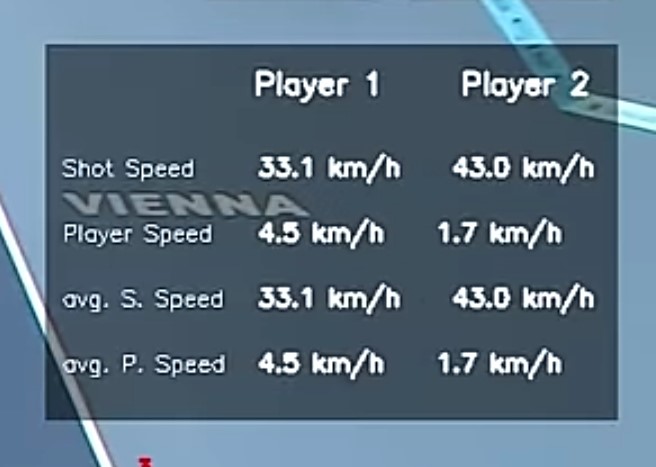 Player 1 Player 2
Shot Speed 33.1 km/h 43.0 km/h
VIENNA
Player Speed 4.5 km/h 1.7 km/h
avg. S. Speed 33.1 km/h 43.0 km/h
avg. P. Speed 4.5 km/h 1.7 km/h